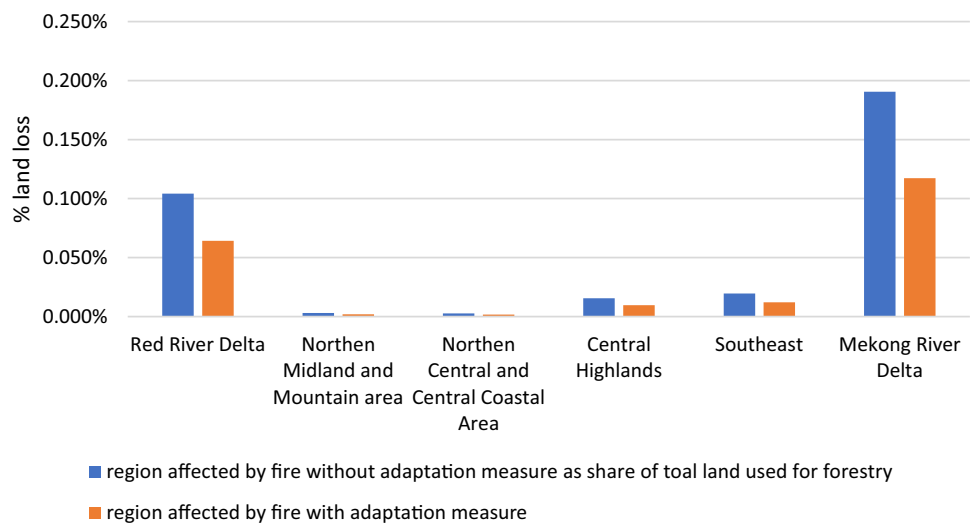 0.250%
0.200%
0.150%
0.100%
0.050%
0.000%
% land loss
Red River Delta
Northen
Midland and
Mountain area
Northen
Central and
Central Coastal
Area
Central
Highlands
Southeast
Mekong River
Delta
region affected by fire without adaptation measure as share of toal land used for forestry
region affected by fire with adaptation measure